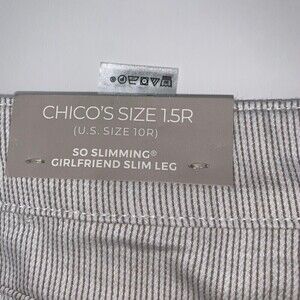 CHICO'S SIZE 1.5R
(U.S. SIZE 10R)
SO SLIMMING®
GIRLFRIEND SLIM LEG